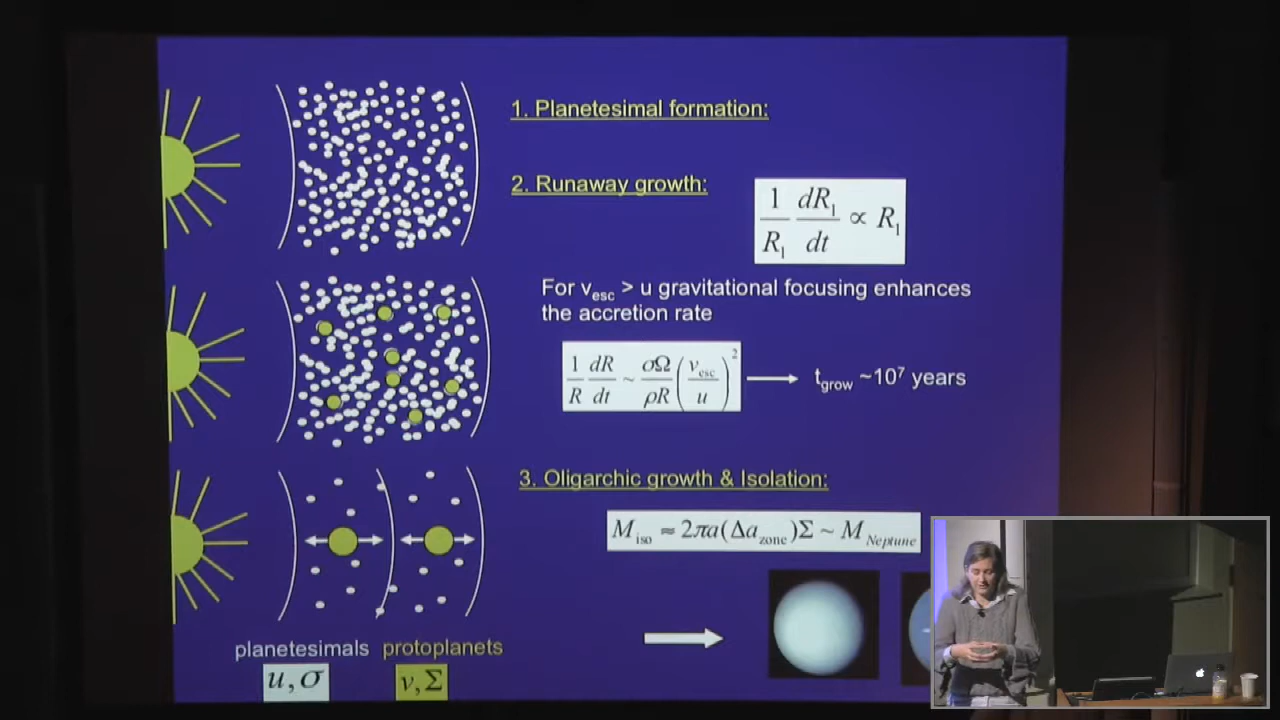 1. Planetesimal formation:
2. Runaway growth:
1/R₁ dR₁/dt ∝ R₁
For v_esc > u gravitational focusing enhances
the accretion rate
1/R dR/dt ~ σΩ/ρR (v_esc/u)²
t_grow ~10⁷ years
3. Oligarchic growth & Isolation:
M_iso ≈ 2πa(Δa_zone)Σ ~ M_Neptune
planetesimals protoplanets
u, σ v, Σ